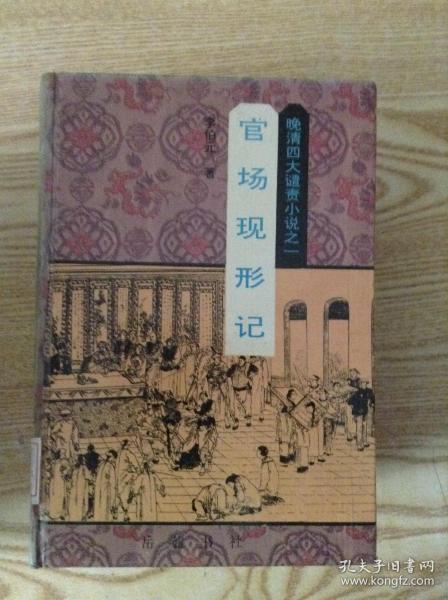 晚清四大谴责小说之一
官场现形记
李伯元 著
岳麓书社
孔夫子旧书网
www.kongfz.com